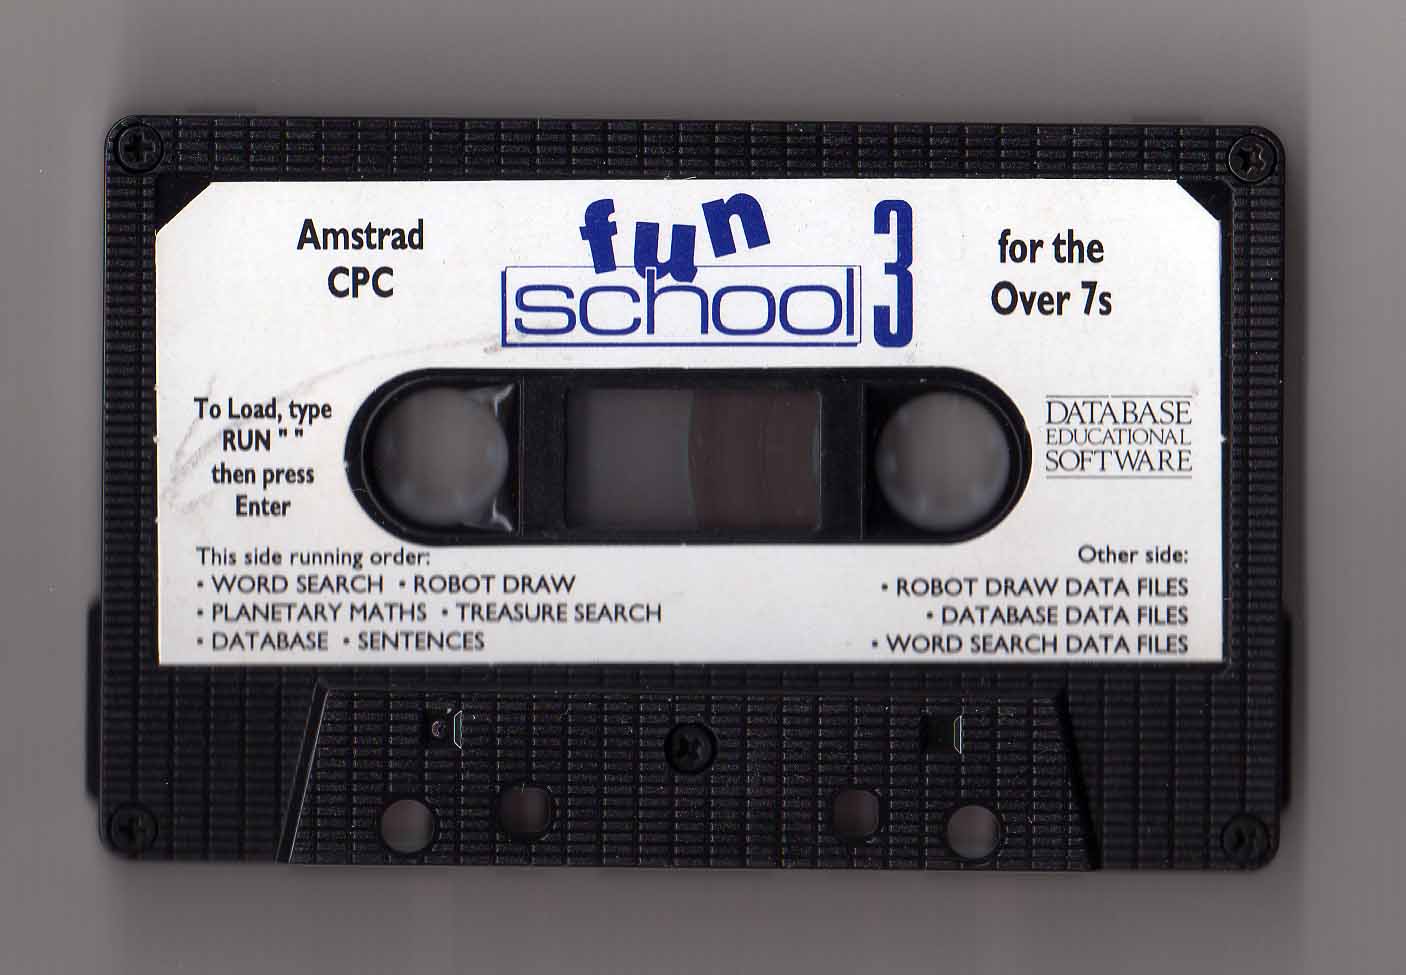 Amstrad
CPC
fun
school 3
for the
Over 7s
To Load, type
RUN " "
then press
Enter
DATABASE
EDUCATIONAL
SOFTWARE
This side running order:
• WORD SEARCH • ROBOT DRAW
• PLANETARY MATHS • TREASURE SEARCH
• DATABASE • SENTENCES
Other side:
• ROBOT DRAW DATA FILES
• DATABASE DATA FILES
• WORD SEARCH DATA FILES